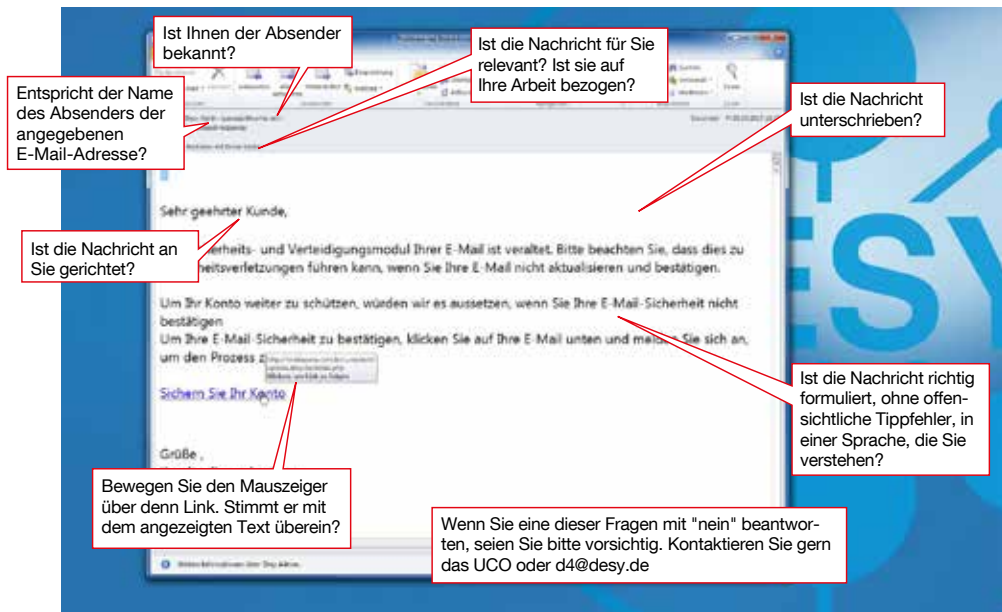 Ist Ihnen der Absender
bekannt?
Ist die Nachricht für Sie
relevant? Ist sie auf
Ihre Arbeit bezogen?
Entspricht der Name
des Absenders der
angegebenen
E-Mail-Adresse?
Ist die Nachricht
unterschrieben?
Sehr geehrter Kunde,
Ist die Nachricht an
Sie gerichtet?
erheits- und Verteidigungsmodul Ihrer E-Mail ist veraltet. Bitte beachten Sie, dass dies zu
heitsverletzungen führen kann, wenn Sie Ihre E-Mail nicht aktualisieren und bestätigen.
Um Ihr Konto weiter zu schützen, würden wir es aussetzen, wenn Sie Ihre E-Mail-Sicherheit nicht
bestätigen
Um Ihre E-Mail-Sicherheit zu bestätigen, klicken Sie auf Ihre E-Mail unten und melden Sie sich an,
um den Prozess z
Sichern Sie Ihr Konto
Ist die Nachricht richtig
formuliert, ohne offen-
sichtliche Tippfehler, in
einer Sprache, die Sie
verstehen?
Grüße ,
Bewegen Sie den Mauszeiger
über denn Link. Stimmt er mit
dem angezeigten Text überein?
Wenn Sie eine dieser Fragen mit "nein" beantwor-
ten, seien Sie bitte vorsichtig. Kontaktieren Sie gern
das UCO oder d4@desy.de
ESY